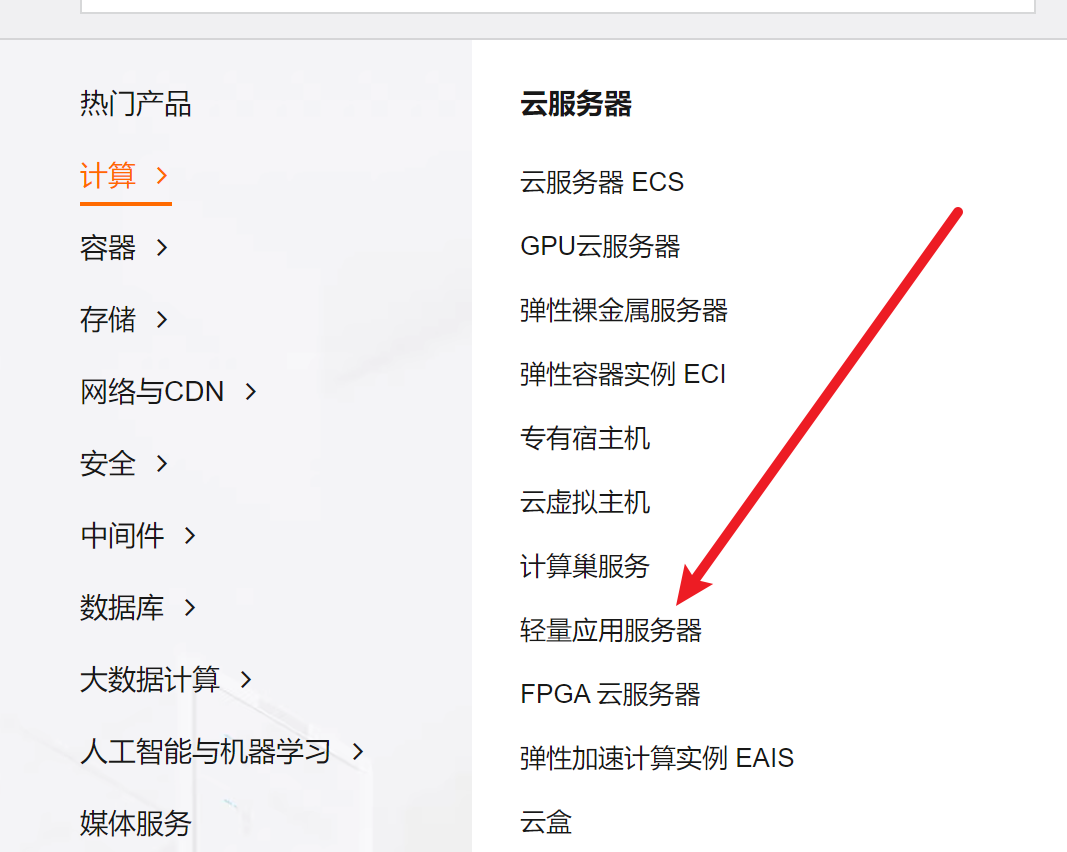 热门产品
计算
容器
存储
网络与CDN
安全
中间件
数据库
大数据计算
人工智能与机器学习
媒体服务
云服务器
云服务器 ECS
GPU云服务器
弹性裸金属服务器
弹性容器实例 ECI
专有宿主机
云虚拟主机
计算巢服务
轻量应用服务器
FPGA 云服务器
弹性加速计算实例 EAIS
云盒